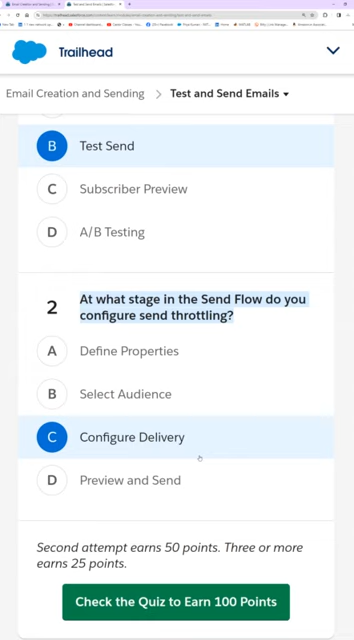 Trailhead
Email Creation and Sending > Test and Send Emails
B Test Send
C Subscriber Preview
D A/B Testing
2 At what stage in the Send Flow do you
configure send throttling?
A Define Properties
B Select Audience
C Configure Delivery
D Preview and Send
Second attempt earns 50 points. Three or more
earns 25 points.
Check the Quiz to Earn 100 Points